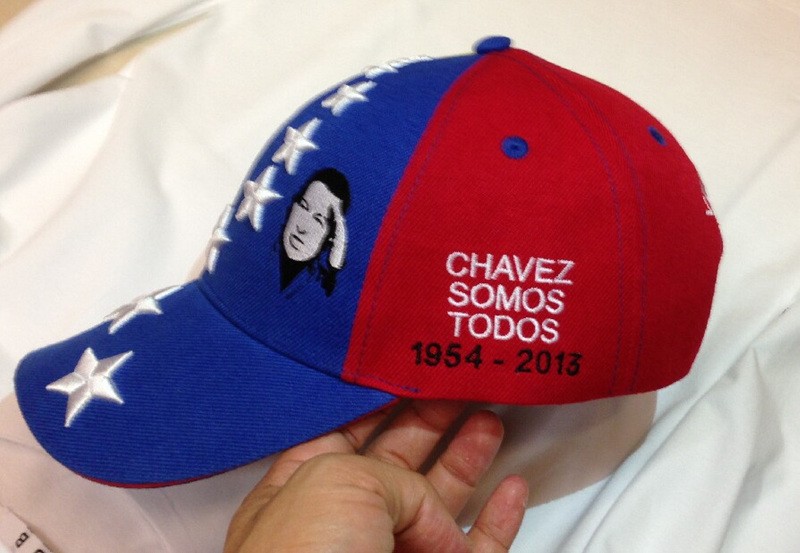 CHAVEZ
SOMOS
TODOS
1954 - 2013